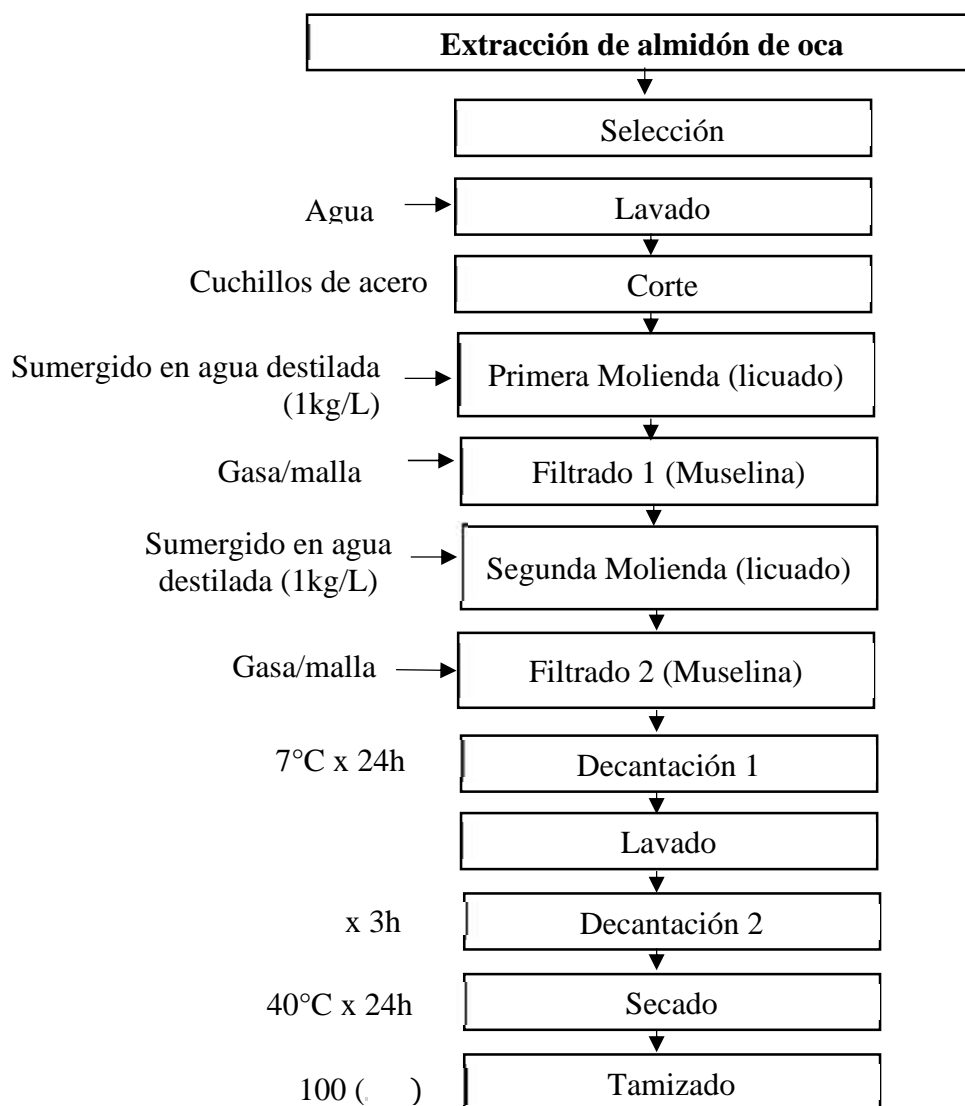 Extracción de almidón de oca
Selección
Agua
Lavado
Cuchillos de acero
Corte
Sumergido en agua destilada
(1kg/L)
Primera Molienda (licuado)
Gasa/malla
Filtrado 1 (Muselina)
Sumergido en agua
destilada (1kg/L)
Segunda Molienda (licuado)
Gasa/malla
Filtrado 2 (Muselina)
7°C x 24h
Decantación 1
Lavado
x 3h
Decantación 2
40°C x 24h
Secado
100 ( )
Tamizado